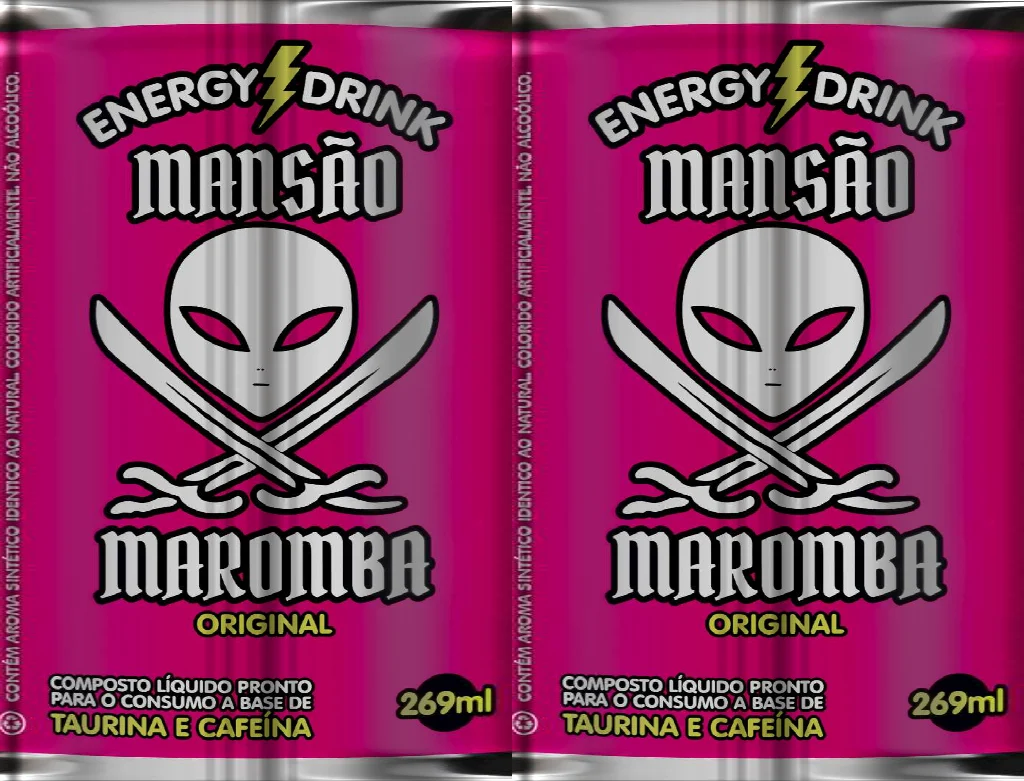 ENERGY DRINK
MANSÃO
MAROMBA
ORIGINAL
COMPOSTO LÍQUIDO PRONTO
PARA O CONSUMO A BASE DE
TAURINA E CAFEÍNA
269ml
CONTÉM AROMA SINTÉTICO IDENTICO AO NATURAL. COLORIDO ARTIFICIALMENTE. NÃO ALCOÓLICO.
ENERGY DRINK
MANSÃO
MAROMBA
ORIGINAL
COMPOSTO LÍQUIDO PRONTO
PARA O CONSUMO A BASE DE
TAURINA E CAFEÍNA
269ml
CONTÉM AROMA SINTÉTICO IDENTICO AO NATURAL. COLORIDO ARTIFICIALMENTE. NÃO ALCOÓLICO.